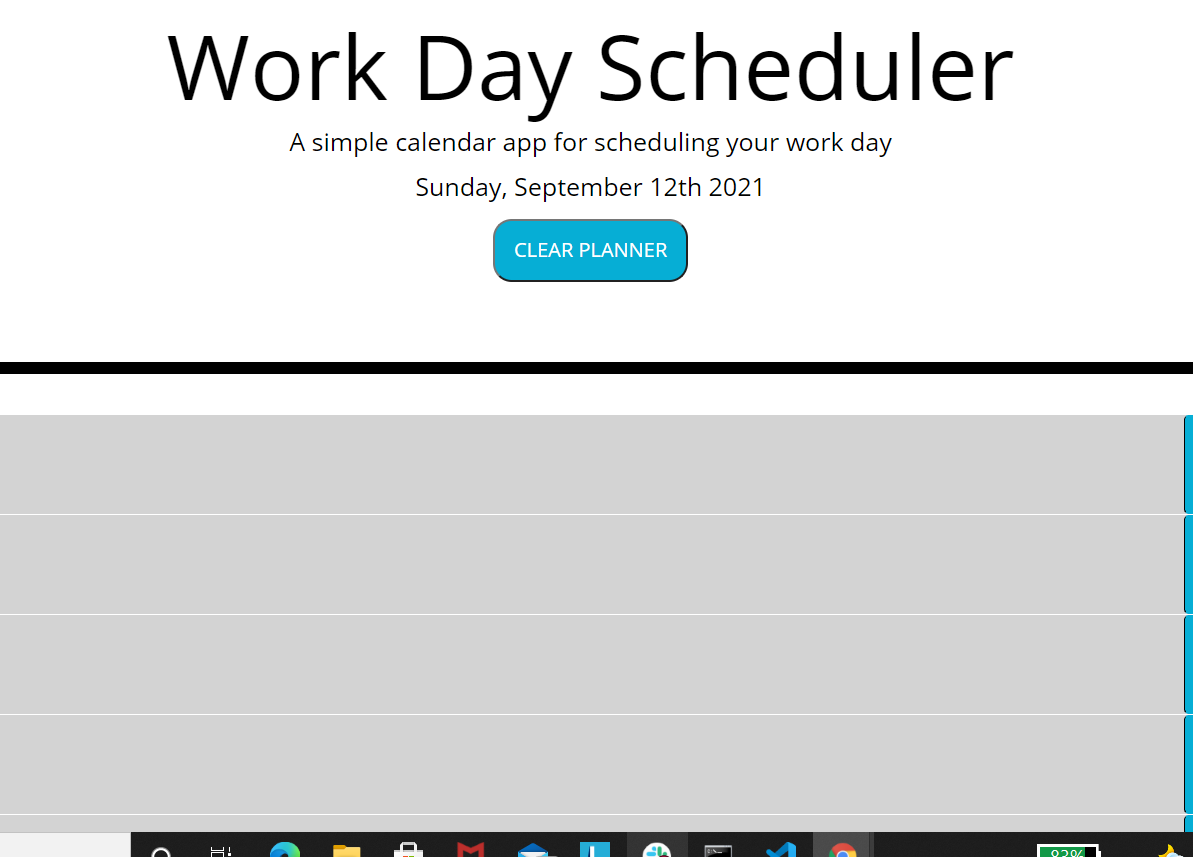 Work Day Scheduler
A simple calendar app for scheduling your work day
Sunday, September 12th 2021
CLEAR PLANNER